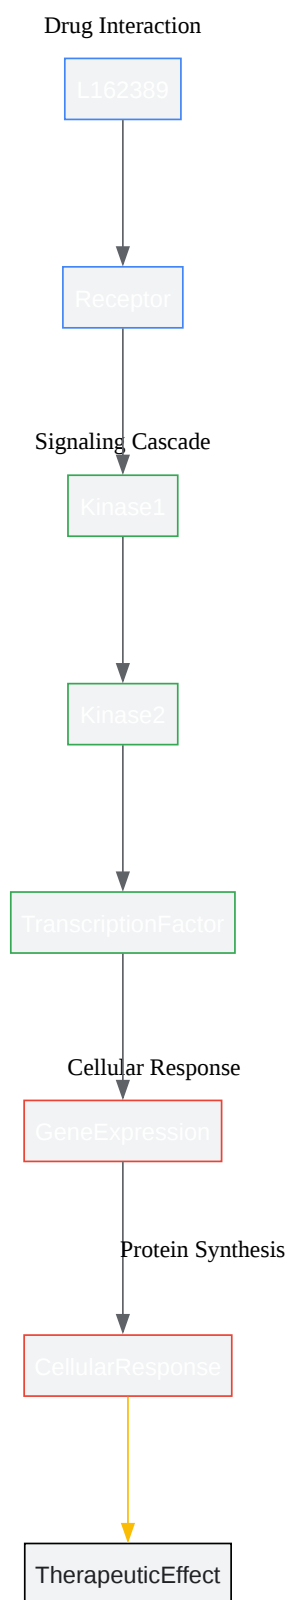 Drug Interaction
L162389
Receptor
Signaling Cascade
Kinase1
Kinase2
TranscriptionFactor
Cellular Response
GeneExpression
Protein Synthesis
CellularResponse
TherapeuticEffect